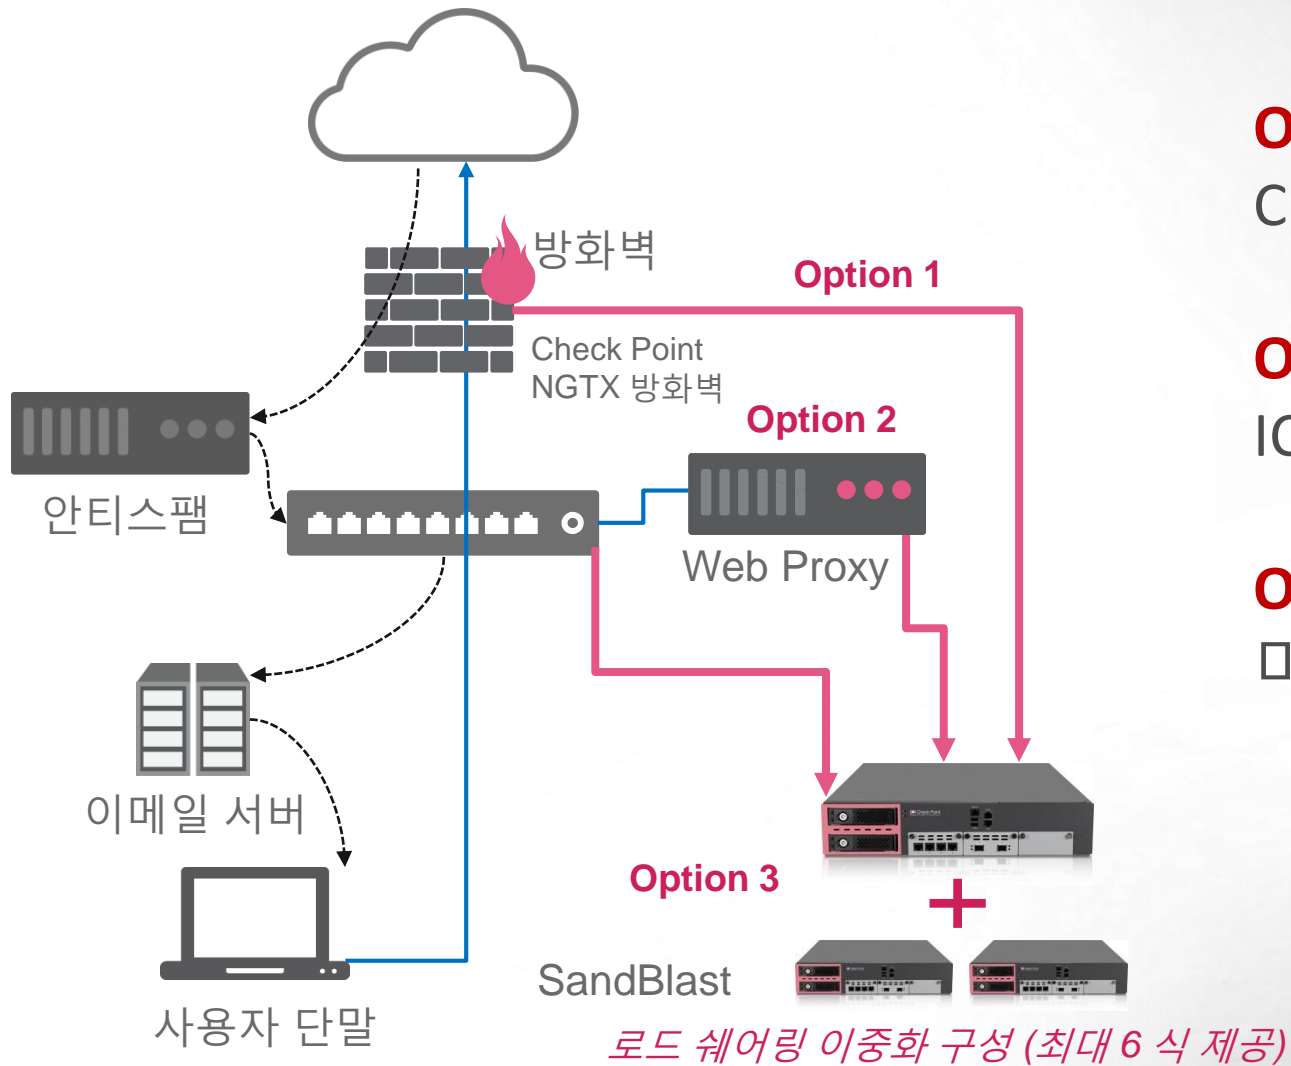 방화벽
Option 1
Check Point
NGTX 방화벽
Option 2
안티스팸
Web Proxy
이메일 서버
Option 3
SandBlast
사용자 단말
로드 쉐어링 이중화 구성 (최대 6 식 제공)
O
C
O
IC
O
미